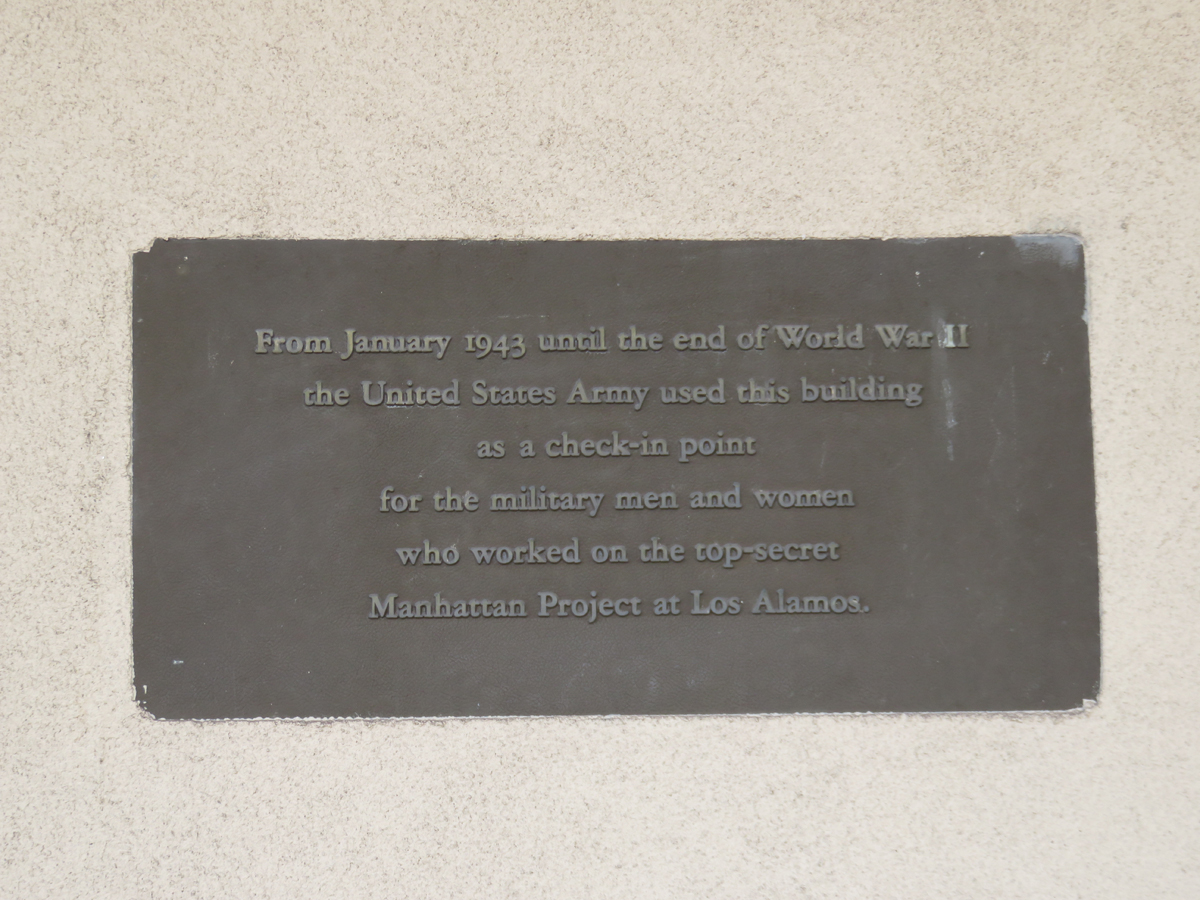 From January 1943 until the end of World War II
the United States Army used this building
as a check-in point
for the military men and women
who worked on the top-secret
Manhattan Project at Los Alamos.